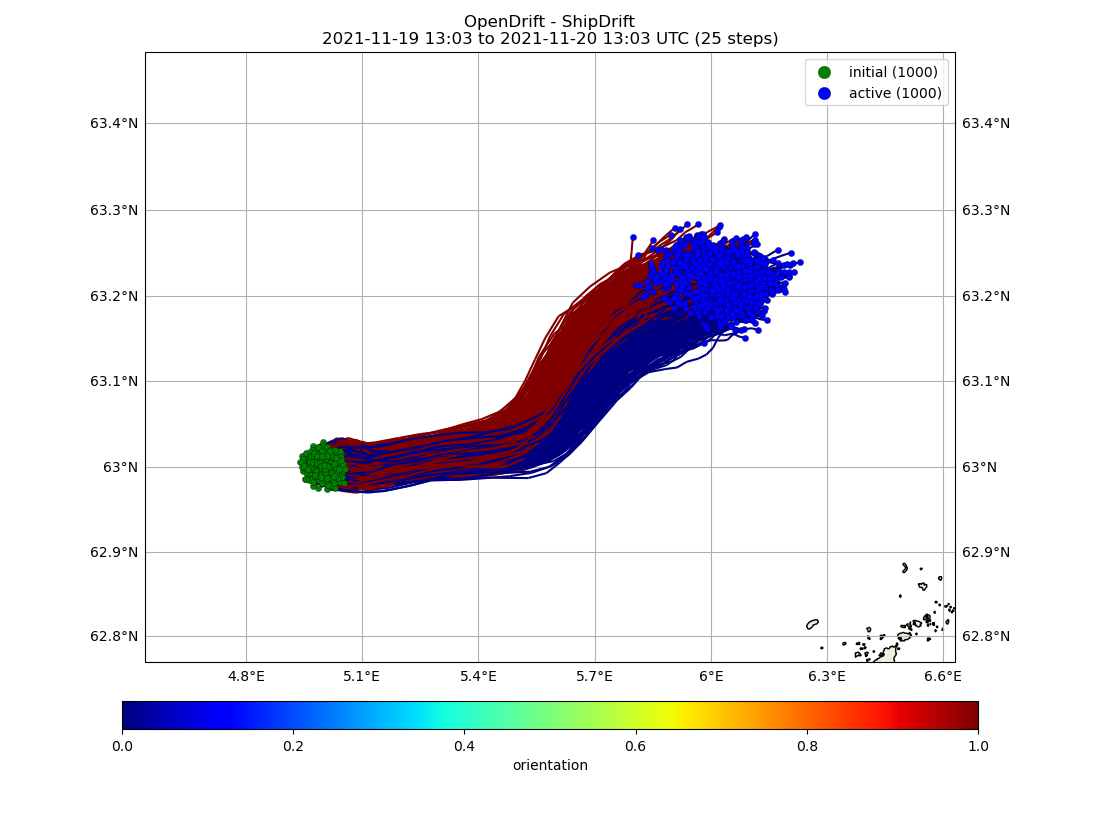 OpenDrift - ShipDrift
2021-11-19 13:03 to 2021-11-20 13:03 UTC (25 steps)
initial (1000)
active (1000)
63.4°N 63.4°N
63.3°N 63.3°N
63.2°N 63.2°N
63.1°N 63.1°N
63°N 63°N
62.9°N 62.9°N
62.8°N 62.8°N
4.8°E 5.1°E 5.4°E 5.7°E 6°E 6.3°E 6.6°E
0.0 0.2 0.4 0.6 0.8 1.0
orientation